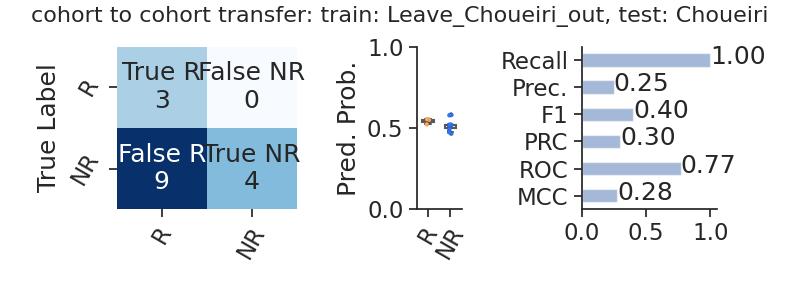 cohort to cohort transfer: train: Leave_Choueiri_out, test: Choueiri
True Label
R
NR
True R
3
False NR
0
False R
9
True NR
4
R
NR
Pred. Prob.
1.0
0.5
0.0
R
NR
Recall
1.00
Prec.
0.25
F1
0.40
PRC
0.30
ROC
0.77
MCC
0.28
0.0
0.5
1.0